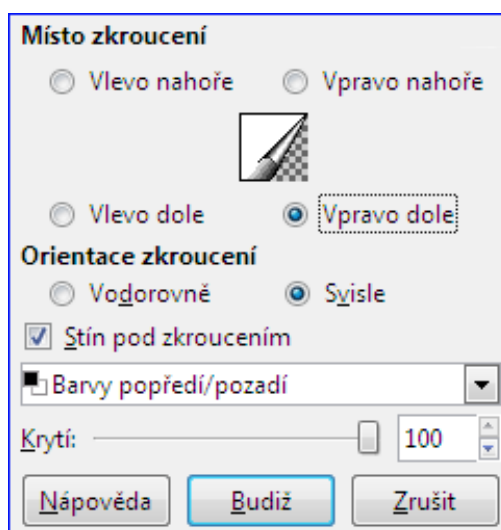 Místo zkroucení
Vlevo nahoře Vpravo nahoře
Vlevo dole Vpravo dole
Orientace zkroucení
Vodorovně Svisle
Stín pod zkroucením
Barvy popředí/pozadí
Krytí: 100
Nápověda Budiž Zrušit